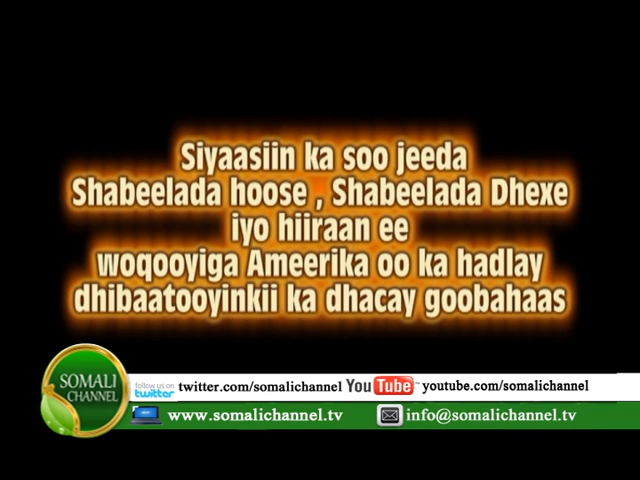 Siyaasiin ka soo jeeda
Shabeelada hoose , Shabeelada Dhexe
iyo hiiraan ee
woqooyiga Ameerika oo ka hadlay
dhibaatooyinkii ka dhacay goobahaas
SOMALI
CHANNEL
follow us on
twitter
twitter.com/somalichannel
You Tube
youtube.com/somalichannel
www.somalichannel.tv
info@somalichannel.tv